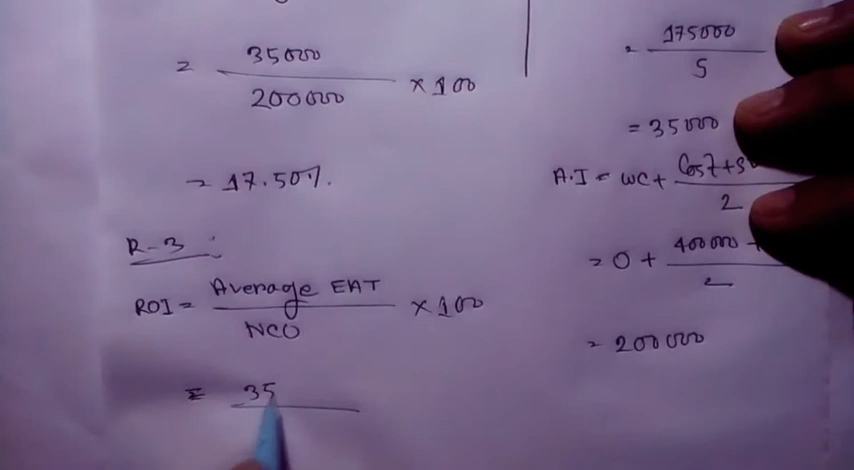 = 35000
200000 × 100
= 17.50%.
R-3 :
ROI = Average EAT
NCO × 100
= 35
= 175000
5
= 35000
A.I = WC + Cost + S
2
= 0 + 400000 +
2
= 200000